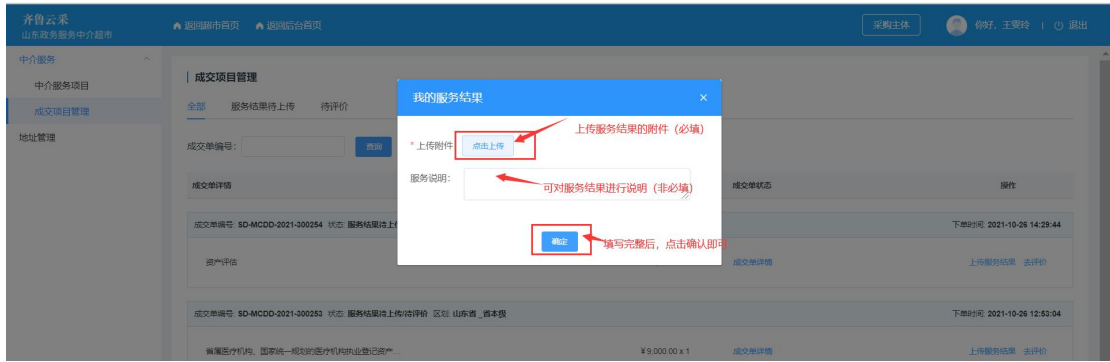 齐鲁云采
山东政务服务中介超市
返回超市首页 返回后台首页
采购主体 你好, 王雯玲 | 退出
中介服务
中介服务项目
成交项目管理
地址管理
成交项目管理
全部 服务结果待上传 待评价
成交单编号: 查询
我的服务结果 ×
上传服务结果的附件（必填）
* 上传附件 点击上传
服务说明:
可对服务结果进行说明（非必填）
确定 填写完整后，点击确认即可
成交单详情 成交单状态 操作
成交单编号: SD-MCDD-2021-300254 状态: 服务结果待上传 下单时间: 2021-10-26 14:29:44
资产评估 成交单详情 上传服务结果 去评价
成交单编号: SD-MCDD-2021-300253 状态: 服务结果待上传/待评价 区划: 山东省_省本级 下单时间: 2021-10-26 12:53:04
省属医疗机构、国家统一规划的医疗机构执业登记资产... ¥9,000.00 x 1 成交单详情 上传服务结果 去评价